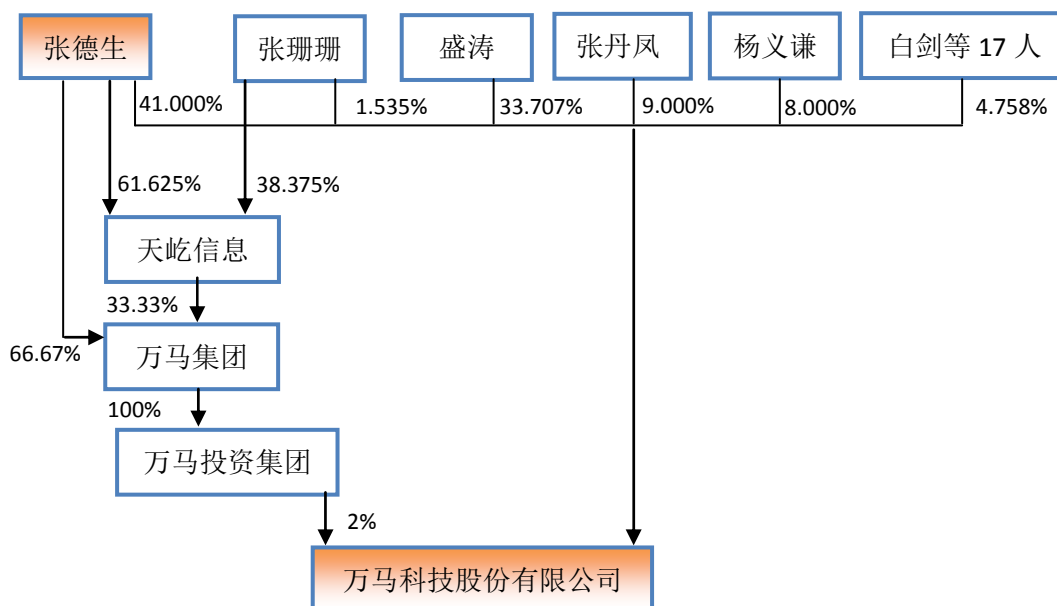 张德生
张珊珊
盛涛
张丹凤
杨义谦
白剑等 17 人
41.000%
1.535%
33.707%
9.000%
8.000%
4.758%
61.625%
38.375%
天屹信息
33.33%
66.67%
万马集团
100%
万马投资集团
2%
万马科技股份有限公司